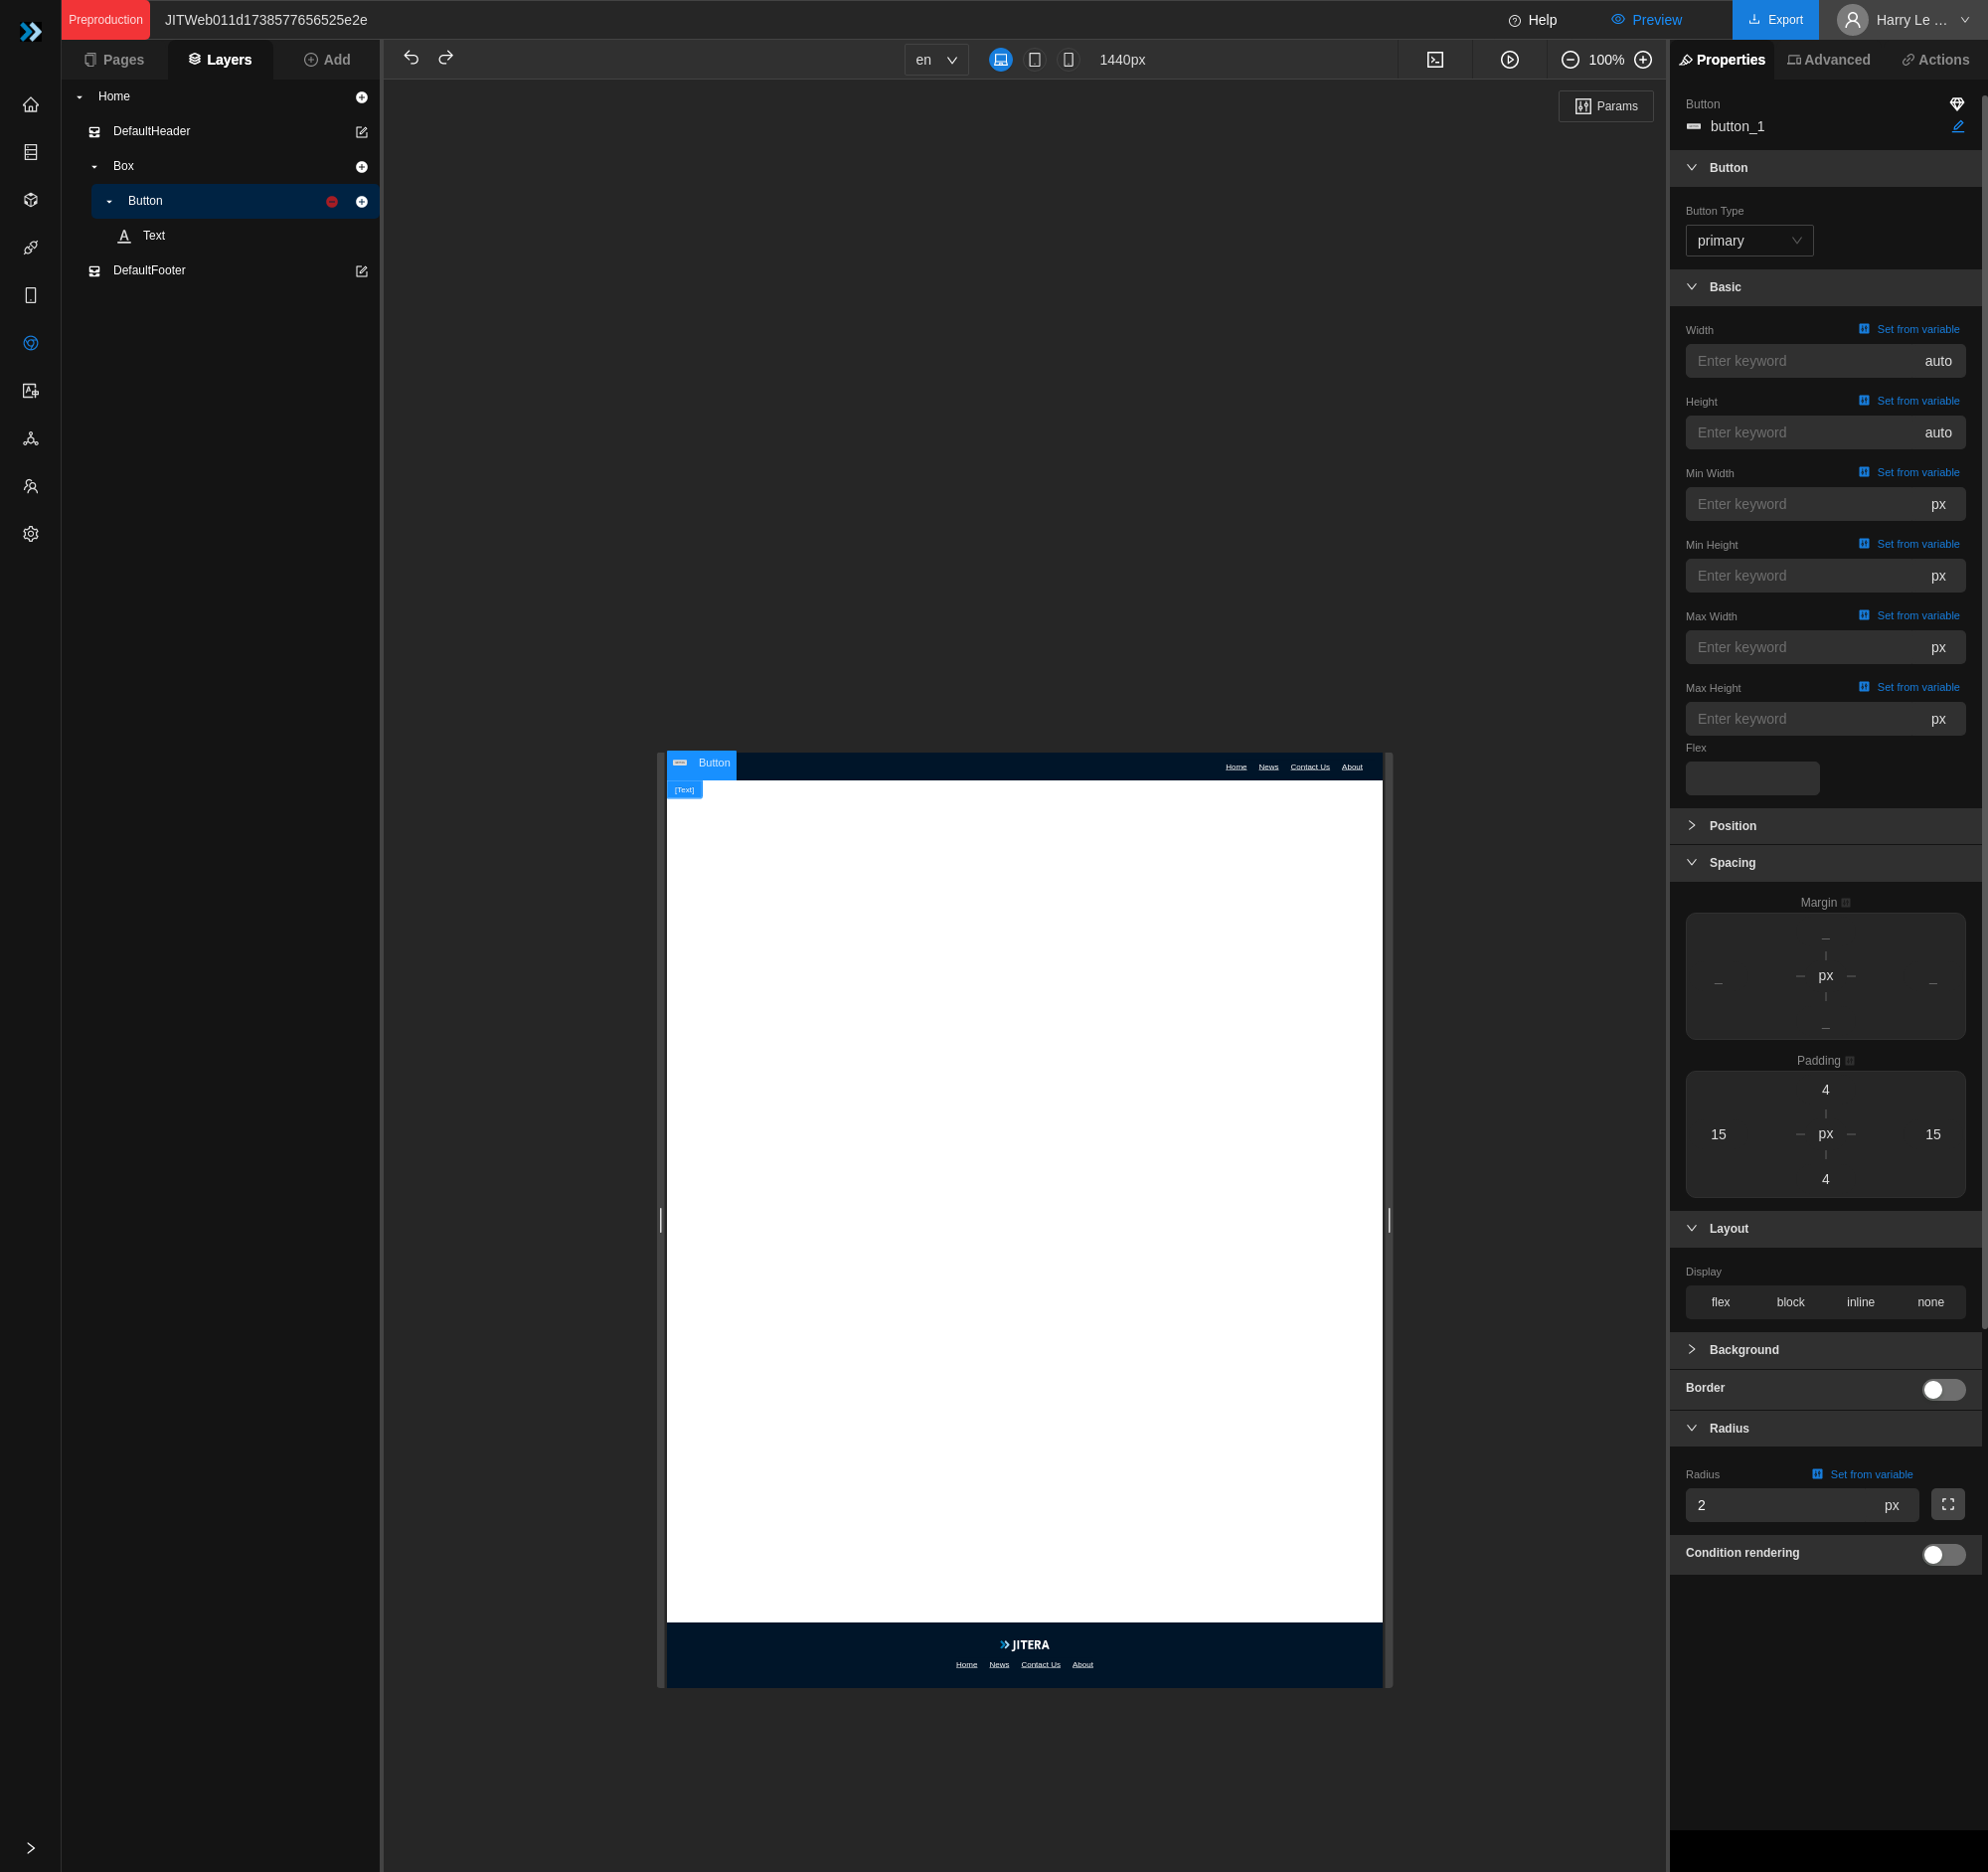 Preproduction JITWeb011d1738577656525e2e Help Preview Export Harry Le ...
Pages Layers Add
en 1440px 100%
Properties Advanced Actions
Home
DefaultHeader
Box
Button
Text
DefaultFooter
Params
Button
Home News Contact Us About
[Text]
JITERA
Home News Contact Us About
Button
button_1
Button
Button Type
primary
Basic
Width Set from variable
Enter keyword auto
Height Set from variable
Enter keyword auto
Min Width Set from variable
Enter keyword px
Min Height Set from variable
Enter keyword px
Max Width Set from variable
Enter keyword px
Max Height Set from variable
Enter keyword px
Flex
Position
Spacing
Margin
px
Padding
4
15 px 15
4
Layout
Display
flex block inline none
Background
Border
Radius
Radius Set from variable
2 px
Condition rendering